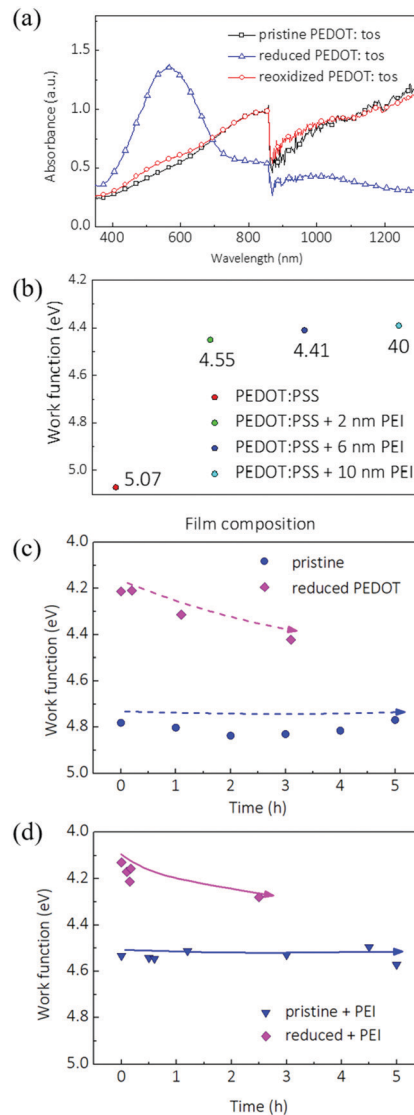 (a)
pristine PEDOT: tos
reduced PEDOT: tos
reoxidized PEDOT: tos
Absorbance (a.u.)
1.5
1.0
0.5
0.0
400 600 800 1000 1200
Wavelength (nm)
(b)
Work function (eV)
4.2
4.4
4.6
4.8
5.0
4.55
4.41
40
5.07
PEDOT:PSS
PEDOT:PSS + 2 nm PEI
PEDOT:PSS + 6 nm PEI
PEDOT:PSS + 10 nm PEI
Film composition
(c)
Work function (eV)
4.0
4.2
4.4
4.6
4.8
5.0
pristine
reduced PEDOT
0 1 2 3 4 5
Time (h)
(d)
Work function (eV)
4.0
4.2
4.4
4.6
4.8
5.0
pristine + PEI
reduced + PEI
0 1 2 3 4 5
Time (h)